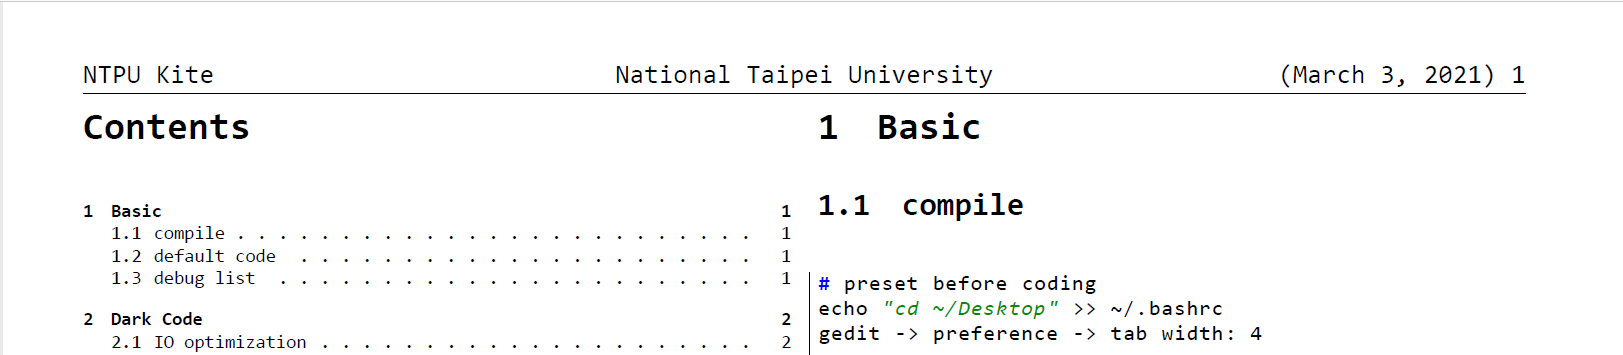 NTPU Kite National Taipei University (March 3, 2021) 1
Contents
1 Basic 1
1.1 compile . . . . . . . . . . . . . . . . . . . . . . . . . 1
1.2 default code . . . . . . . . . . . . . . . . . . . . . . 1
1.3 debug list . . . . . . . . . . . . . . . . . . . . . . . 1
2 Dark Code 2
2.1 IO optimization . . . . . . . . . . . . . . . . . . . . . 2
1 Basic
1.1 compile
# preset before coding
echo "cd ~/Desktop" >> ~/.bashrc
gedit -> preference -> tab width: 4